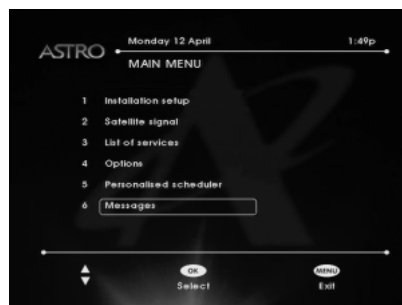 ASTRO
Monday 12 April 1:49p
MAIN MENU
1 Installation setup
2 Satellite signal
3 List of services
4 Options
5 Personalised scheduler
6 Messages
OK MENU
Select Exit